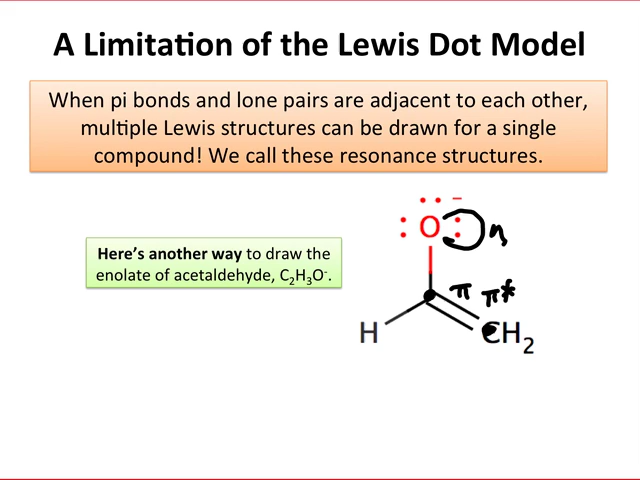 A Limitation of the Lewis Dot Model
When pi bonds and lone pairs are adjacent to each other,
multiple Lewis structures can be drawn for a single
compound! We call these resonance structures.
Here's another way to draw the
enolate of acetaldehyde, C₂H₃O⁻.
O⁻
n
π π*
H
CH₂